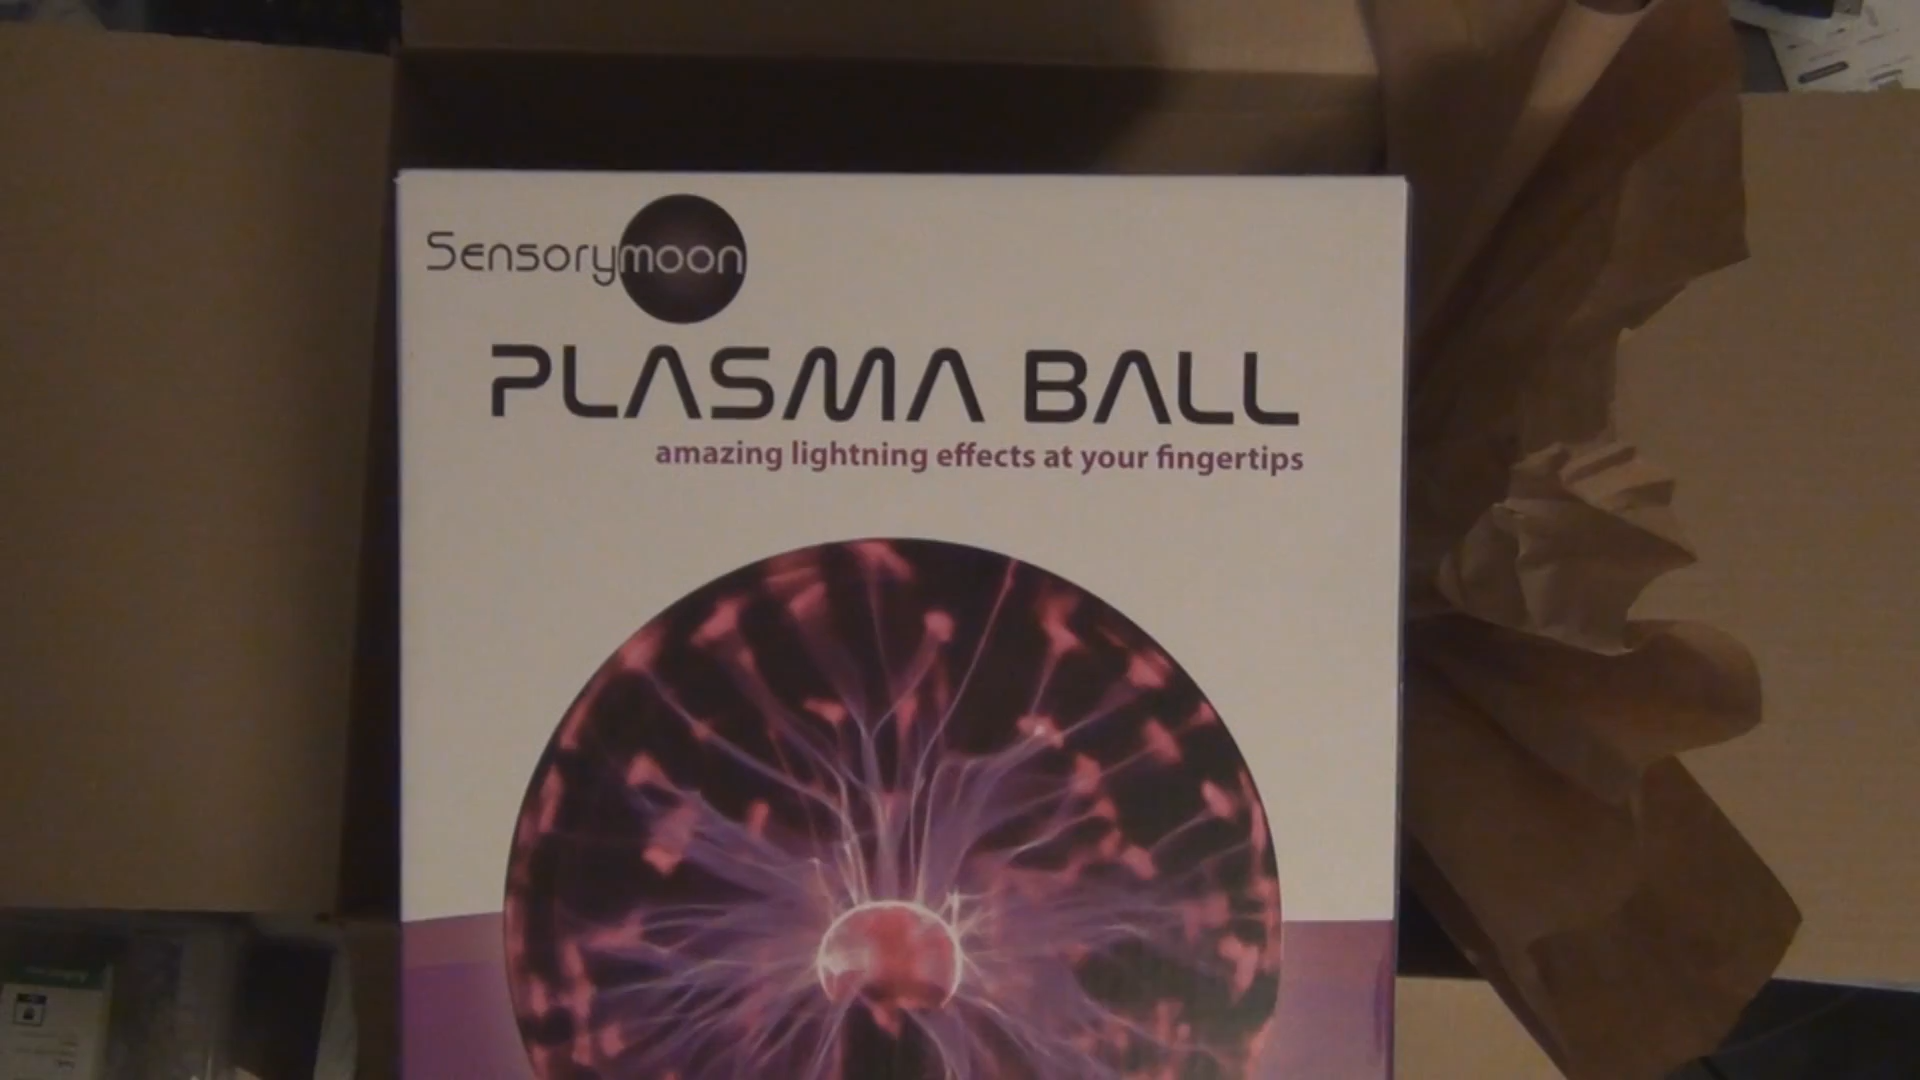 Sensorymoon
PLASMA BALL
amazing lightning effects at your fingertips